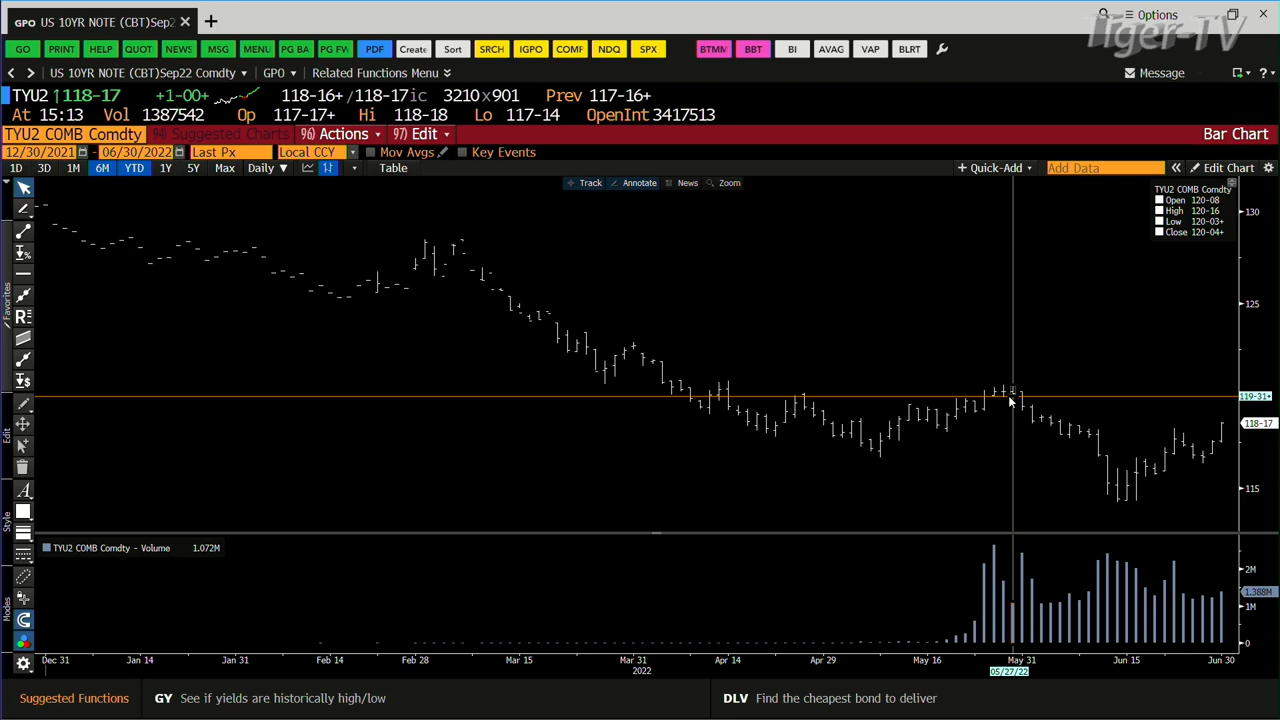 GPO US 10YR NOTE (CBT)Sep2
Options
Tiger-TV
GO PRINT HELP QUOT NEWS MSG MENU PG BA PG FW PDF Create Sort SRCH IGPO COMF NDQ SPX BTMM BBT BI AVAG VAP BLRT
US 10YR NOTE (CBT)Sep22 Comdty GPO Related Functions Menu Message
TYU2 ↑118-17 +1-00+ 118-16+/118-17ic 3210x901 Prev 117-16+
At 15:13 Vol 1387542 Op 117-17+ Hi 118-18 Lo 117-14 OpenInt 3417513
TYU2 COMB Comdty 94) Suggested Charts 96) Actions 97) Edit Bar Chart
12/30/2021 - 06/30/2022 Last Px Local CCY Mov Avgs Key Events
1D 3D 1M 6M YTD 1Y 5Y Max Daily Table + Quick-Add Add Data Edit Chart
Track Annotate News Zoom
TYU2 COMB Comdty
Open 120-08
High 120-16
Low 120-03+
Close 120-04+
130
125
119-31+
118-17
115
Favorites
Edit
Style
Modes
TYU2 COMB Comdty - Volume 1.072M
2M
1.388M
1M
0
Dec 31 Jan 14 Jan 31 Feb 14 Feb 28 Mar 15 Mar 31 Apr 14 Apr 29 May 16 May 31 Jun 15 Jun 30
2022
05/27/22
Suggested Functions GY See if yields are historically high/low DLV Find the cheapest bond to deliver